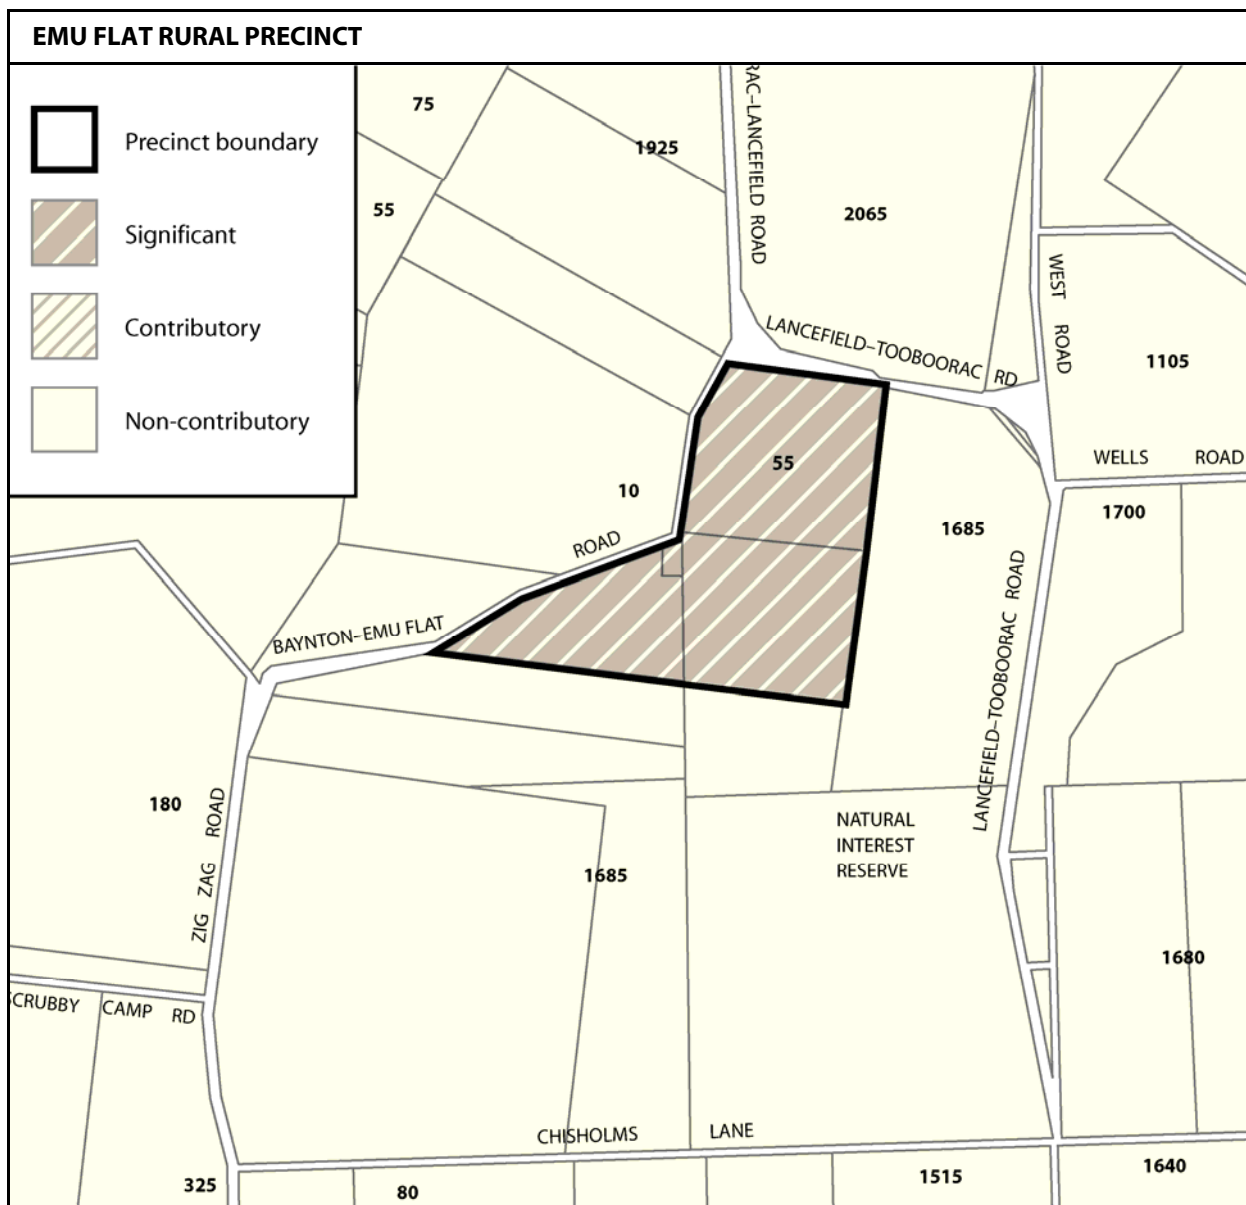 EMU FLAT RURAL PRECINCT
Precinct boundary
Significant
Contributory
Non-contributory
75
1925
55
RAC-LANCEFIELD ROAD
2065
LANCEFIELD-TOOBOORAC RD
WEST ROAD
1105
55
WELLS ROAD
10
1685
1700
ROAD
BAYNTON-EMU FLAT
LANCEFIELD-TOOBOORAC ROAD
180
ZIG ZAG ROAD
NATURAL
INTEREST
RESERVE
1685
1680
SCRUBBY CAMP RD
CHISHOLMS LANE
325
80
1515
1640